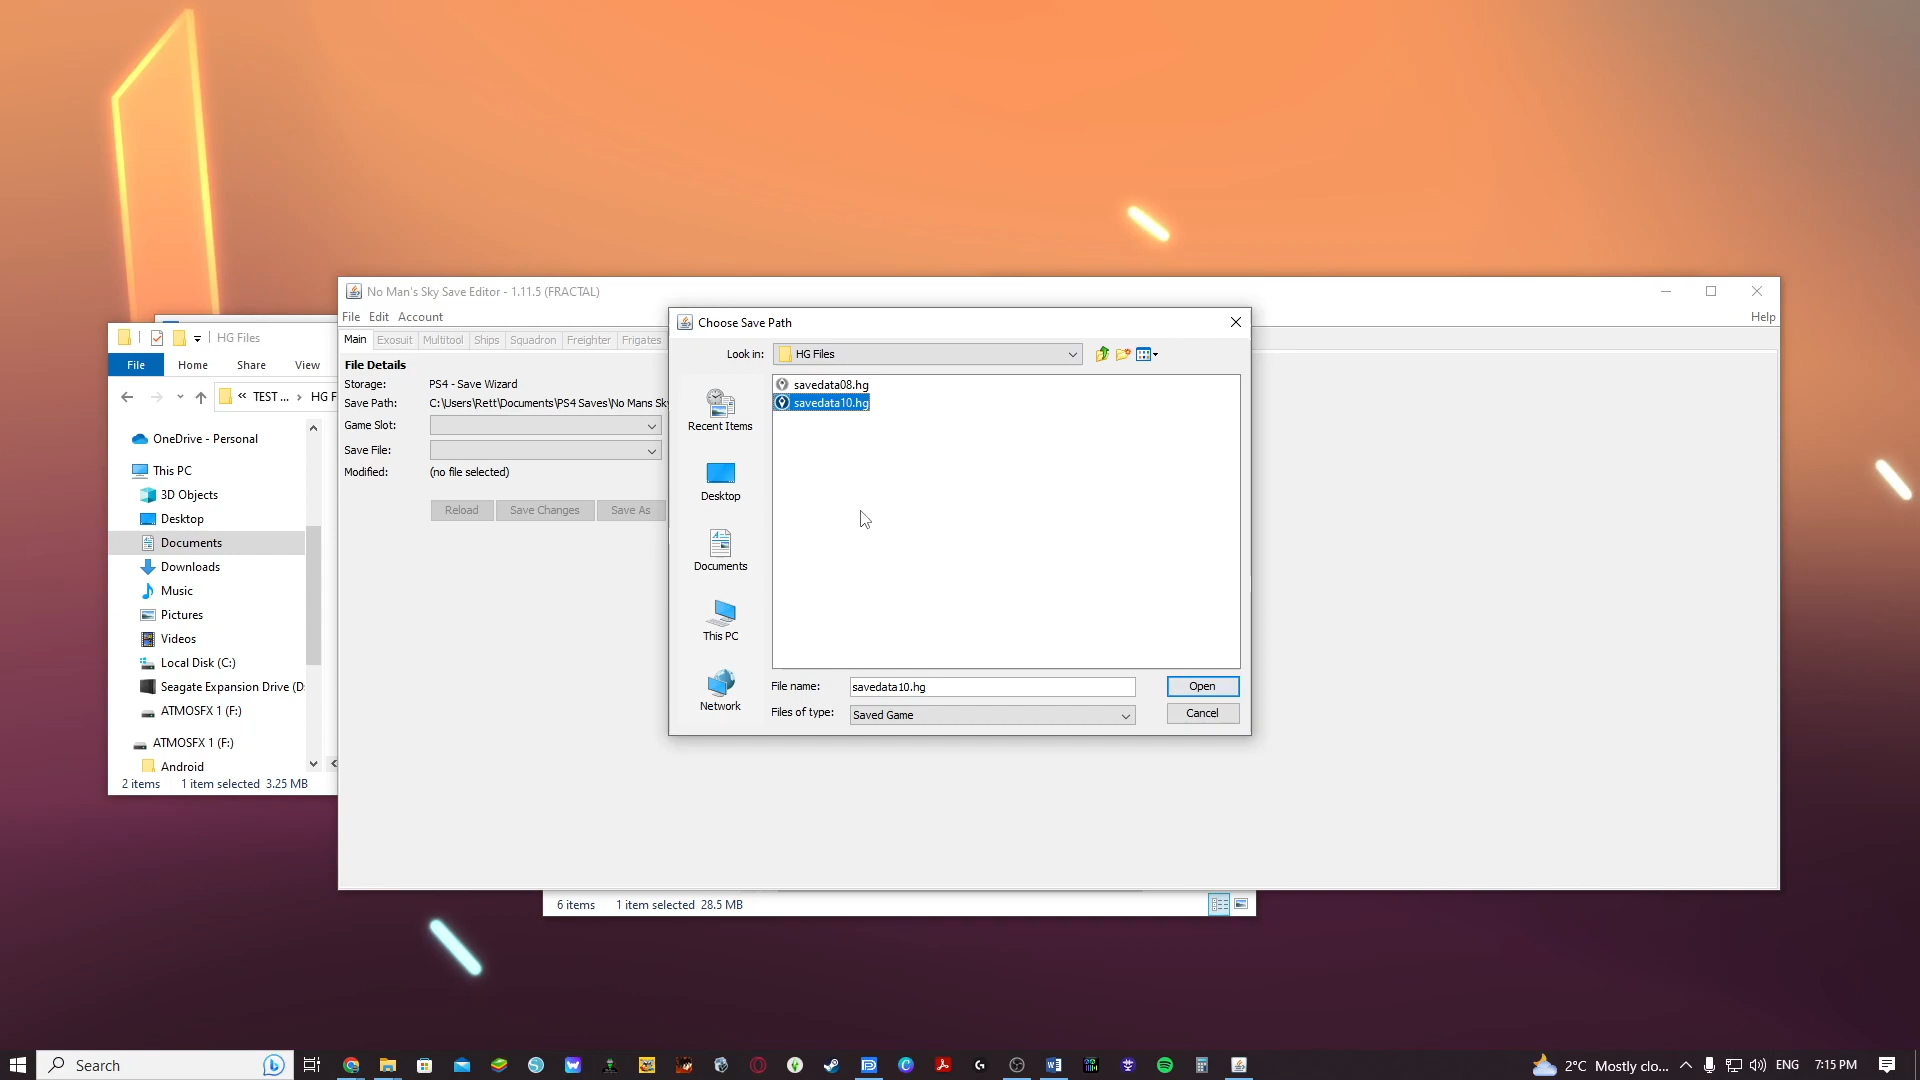 HG Files
File
Home
Share
View
« TEST ... › HG F
OneDrive - Personal
This PC
3D Objects
Desktop
Documents
Downloads
Music
Pictures
Videos
Local Disk (C:)
Seagate Expansion Drive (D:
ATMOSFX 1 (F:)
ATMOSFX 1 (F:)
Android
2 items 1 item selected 3.25 MB
No Man's Sky Save Editor - 1.11.5 (FRACTAL)
File Edit Account
Help
Main Exosuit Multitool Ships Squadron Freighter Frigates
File Details
Storage: PS4 - Save Wizard
Save Path: C:\Users\Rett\Documents\PS4 Saves\No Mans Sk
Game Slot:
Save File:
Modified: (no file selected)
Reload Save Changes Save As
Choose Save Path
Look in: HG Files
savedata08.hg
savedata10.hg
Recent Items
Desktop
Documents
This PC
Network
File name: savedata10.hg
Open
Files of type: Saved Game
Cancel
6 items 1 item selected 28.5 MB
Search
2°C Mostly clo... ENG 7:15 PM